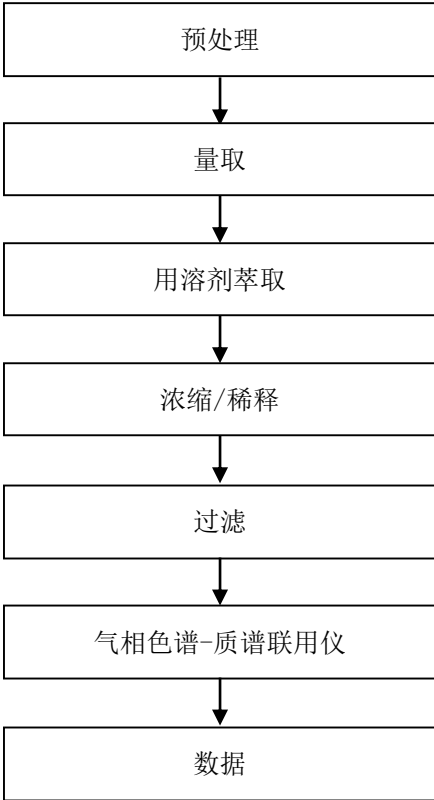 预处理
量取
用溶剂萃取
浓缩/稀释
过滤
气相色谱-质谱联用仪
数据